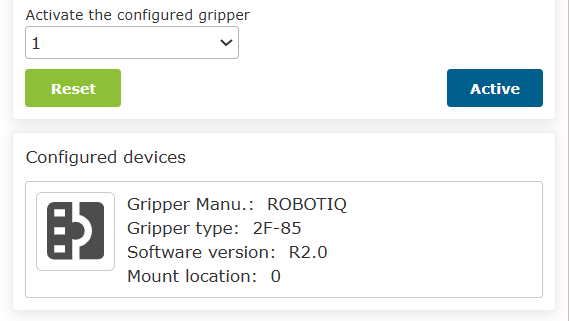 Activate the configured gripper
1
Reset Active
Configured devices
Gripper Manu.: ROBOTIQ
Gripper type: 2F-85
Software version: R2.0
Mount location: 0